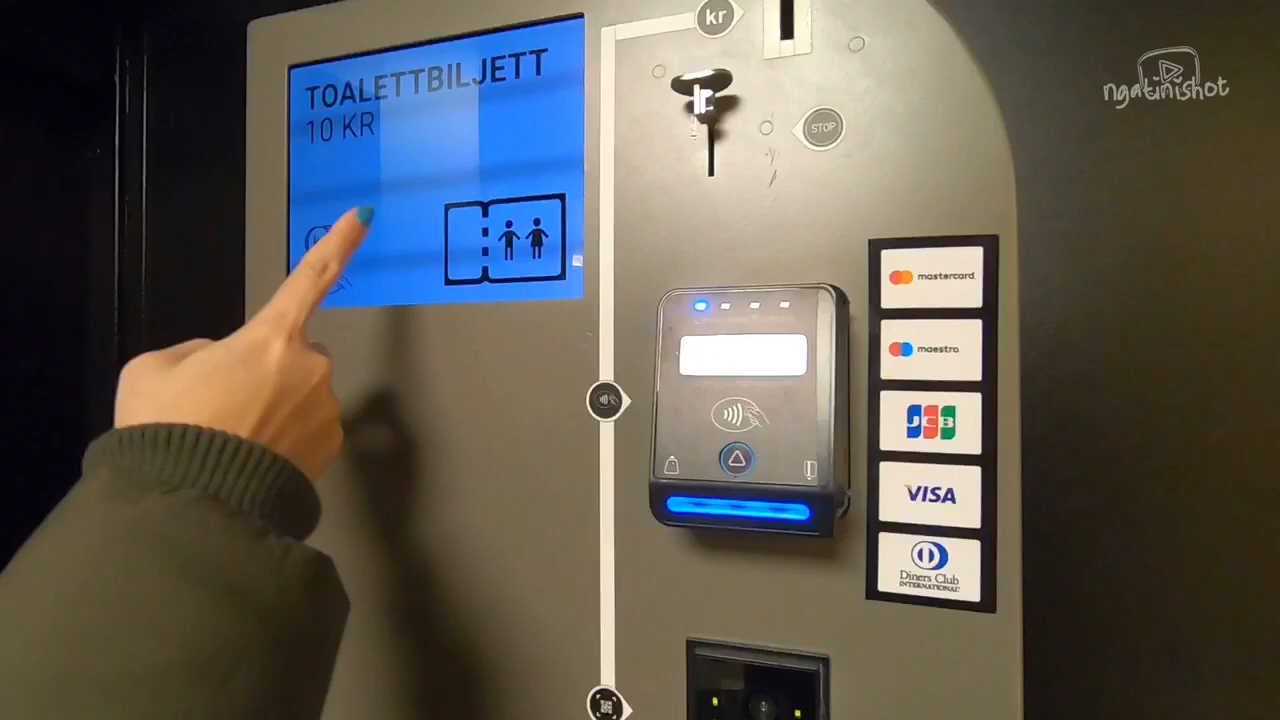 TOALETTBILJETT
10 KR
kr
STOP
ngatinishot
mastercard
maestro
JCB
VISA
Diners Club
INTERNATIONAL